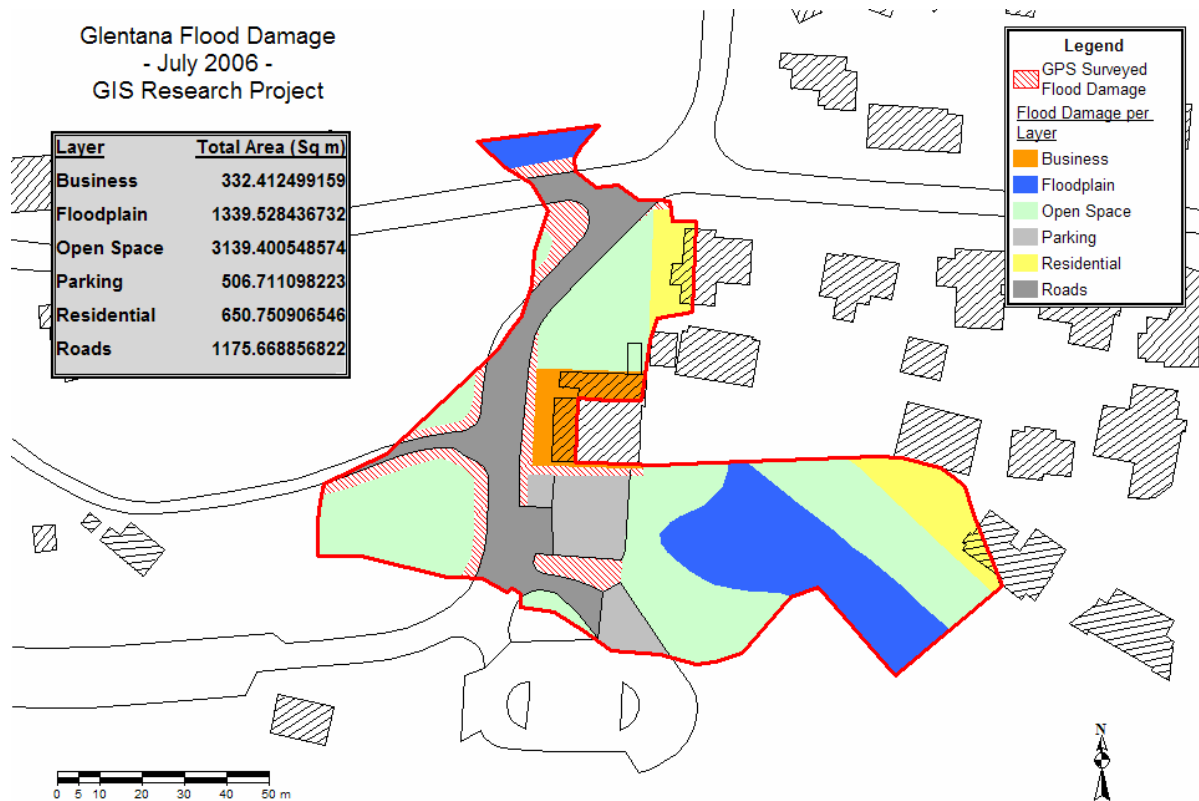 Glentana Flood Damage
- July 2006 -
GIS Research Project
Layer Total Area (Sq m)
Business 332.412499159
Floodplain 1339.528436732
Open Space 3139.400548574
Parking 506.711098223
Residential 650.750906546
Roads 1175.668856822
Legend
GPS Surveyed
Flood Damage
Flood Damage per
Layer
Business
Floodplain
Open Space
Parking
Residential
Roads
N
0 5 10 20 30 40 50 m